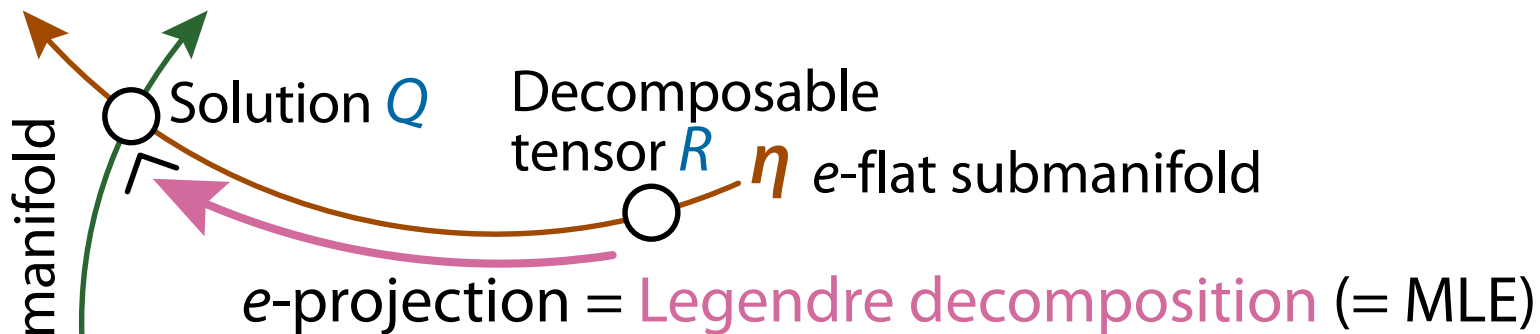 Solution Q
Decomposable
tensor R
η e-flat submanifold
manifold
e-projection = Legendre decomposition (= MLE)